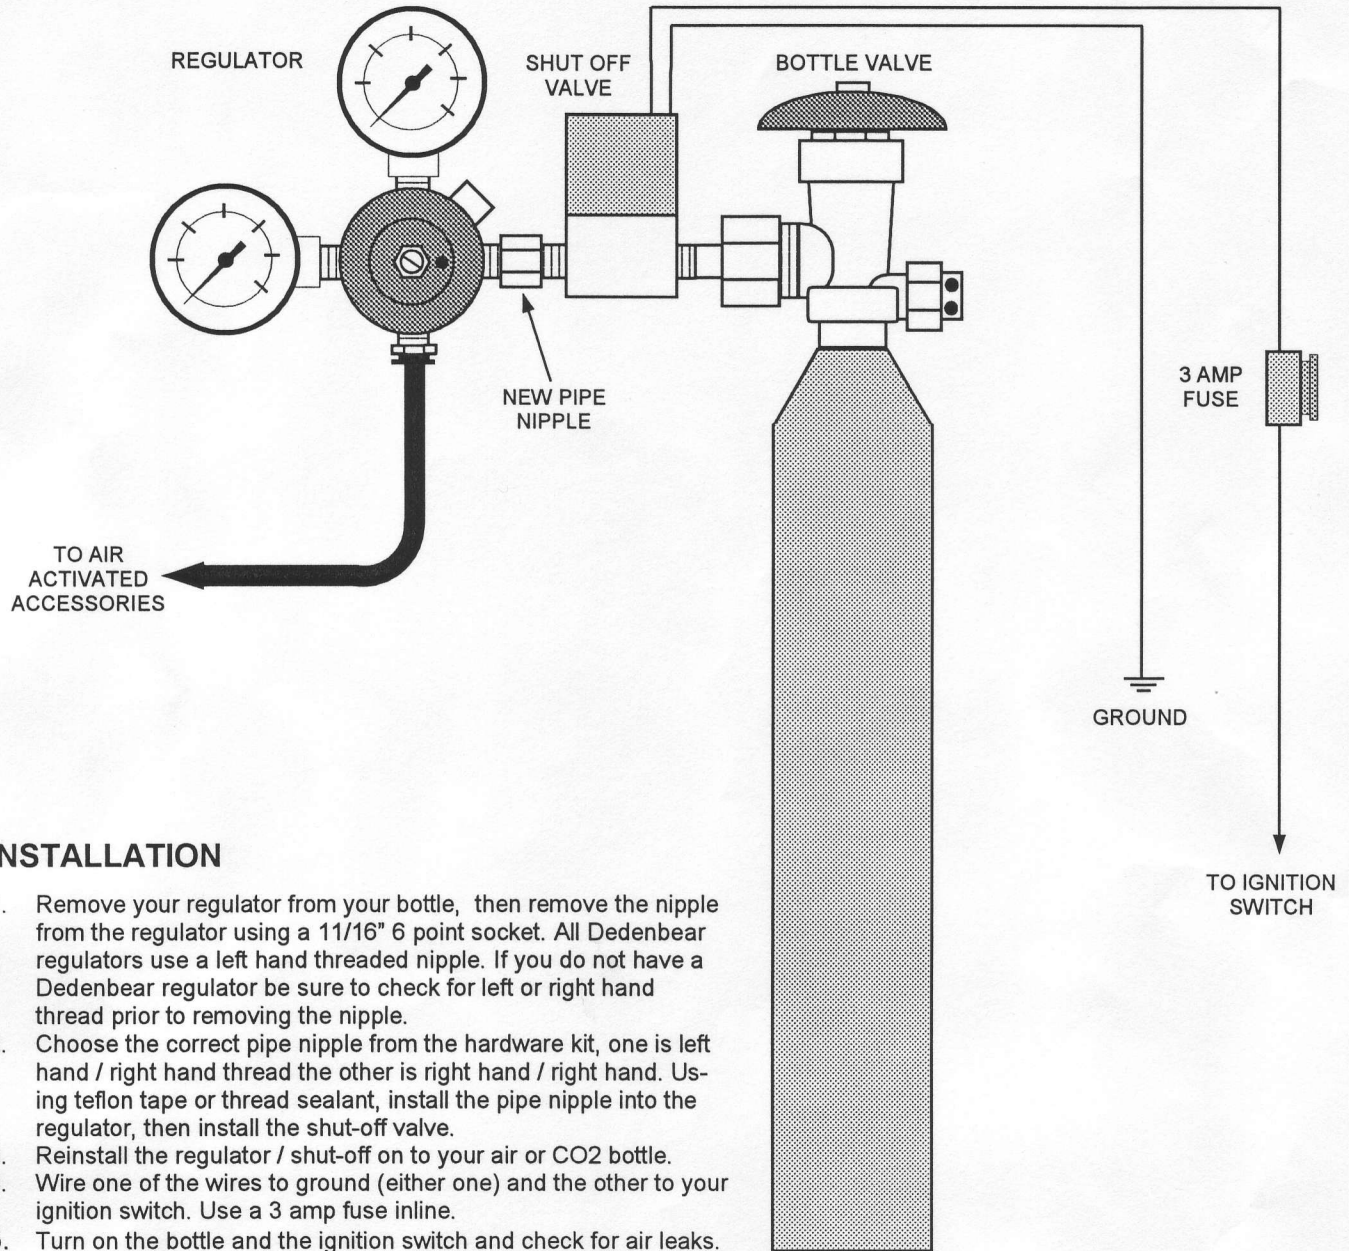 REGULATOR
SHUT OFF
VALVE
BOTTLE VALVE
NEW PIPE
NIPPLE
3 AMP
FUSE
TO AIR
ACTIVATED
ACCESSORIES
GROUND
TO IGNITION
SWITCH
NSTALLATION
. Remove your regulator from your bottle, then remove the nipple
from the regulator using a 11/16" 6 point socket. All Dedenbear
regulators use a left hand threaded nipple. If you do not have a
Dedenbear regulator be sure to check for left or right hand
thread prior to removing the nipple.
. Choose the correct pipe nipple from the hardware kit, one is left
hand / right hand thread the other is right hand / right hand. Us-
ing teflon tape or thread sealant, install the pipe nipple into the
regulator, then install the shut-off valve.
. Reinstall the regulator / shut-off on to your air or CO2 bottle.
. Wire one of the wires to ground (either one) and the other to your
ignition switch. Use a 3 amp fuse inline.
. Turn on the bottle and the ignition switch and check for air leaks.